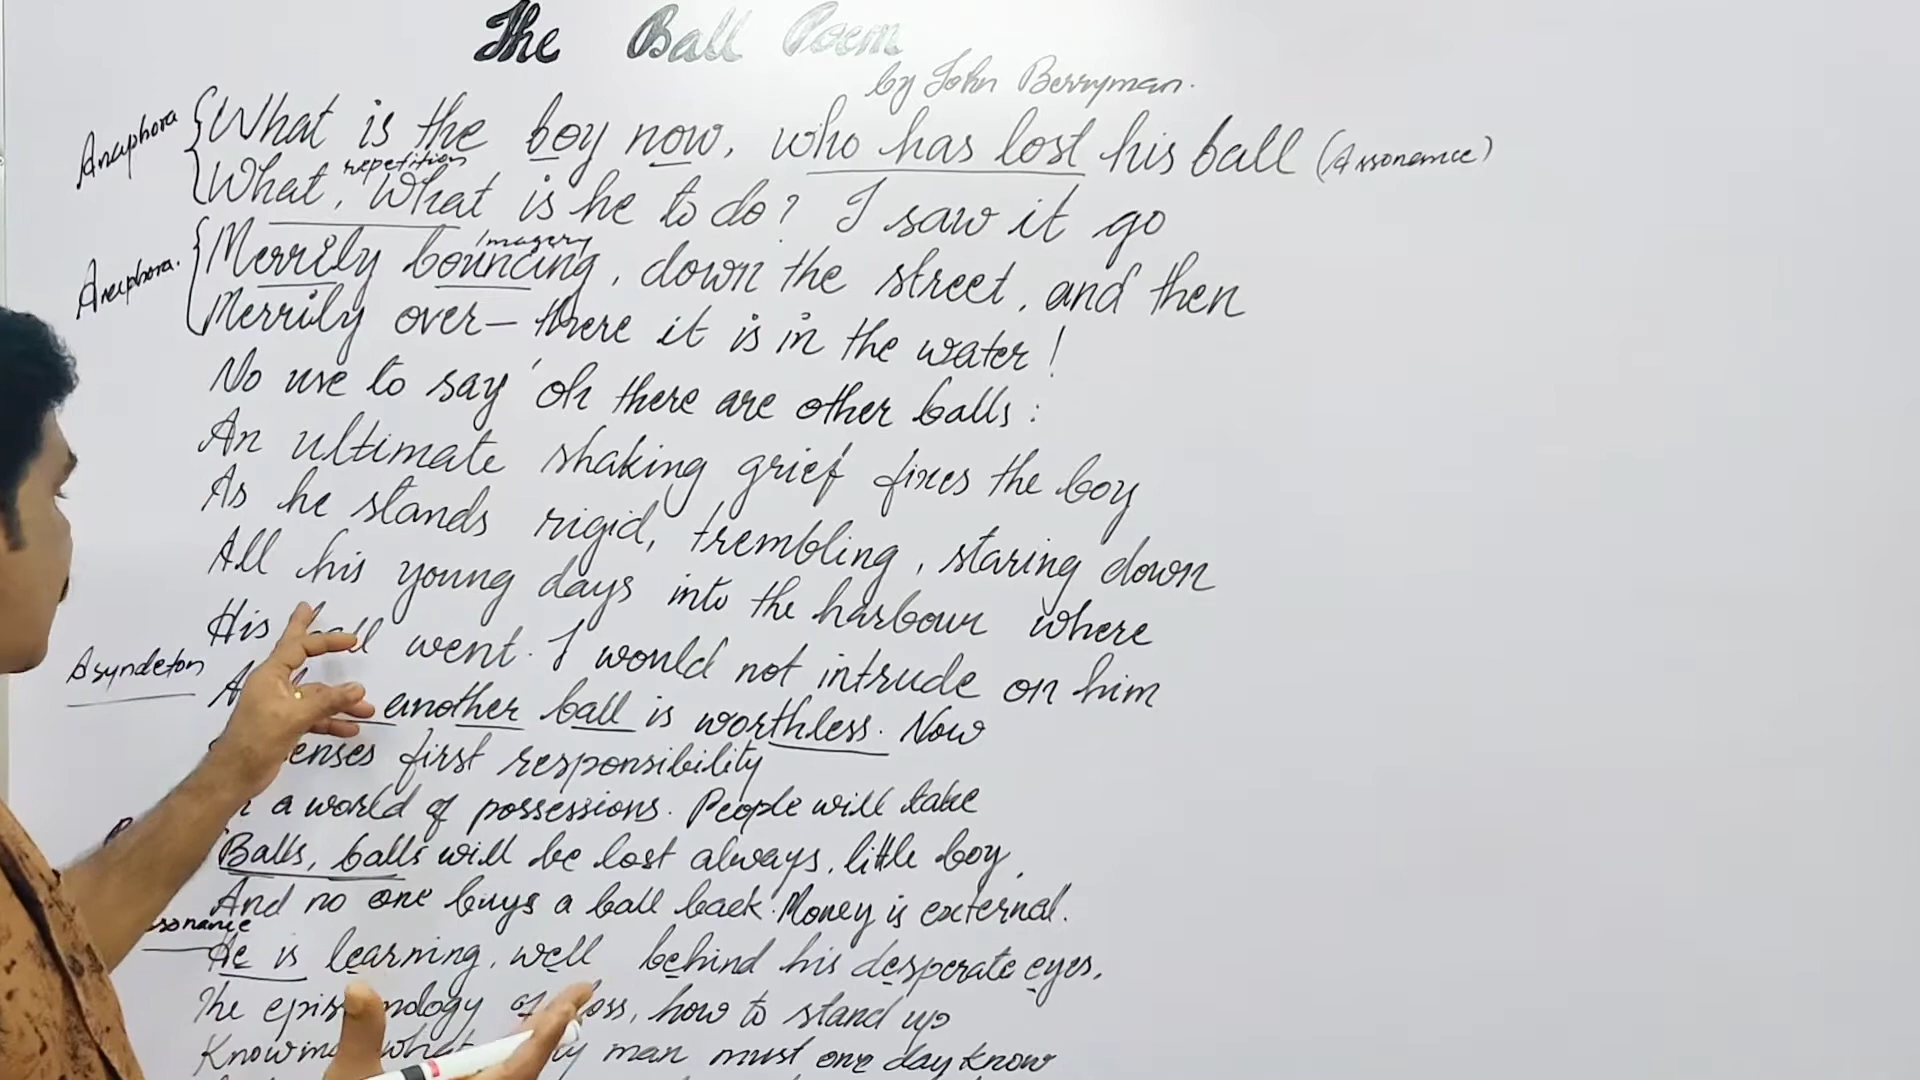 The Ball Poem
by John Berryman.
Anaphora
What is the boy now, who has lost his ball (Assonance)
repetition
What, What is he to do? I saw it go
imagery
Anaphora.
Merrily bouncing, down the street, and then
Merrily over– there it is in the water!
No use to say 'oh there are other balls:
An ultimate shaking grief fixes the boy
As he stands rigid, trembling, staring down
All his young days into the harbour where
His went. I would not intrude on him
Asyndeton
another ball is worthless. Now
first responsibility
a world of possessions. People will take
Balls, balls will be lost always, little boy,
And no one buys a ball back. Money is external.
He is learning, well behind his desperate eyes,
The of loss, how to stand up
Knowing what man must one day know